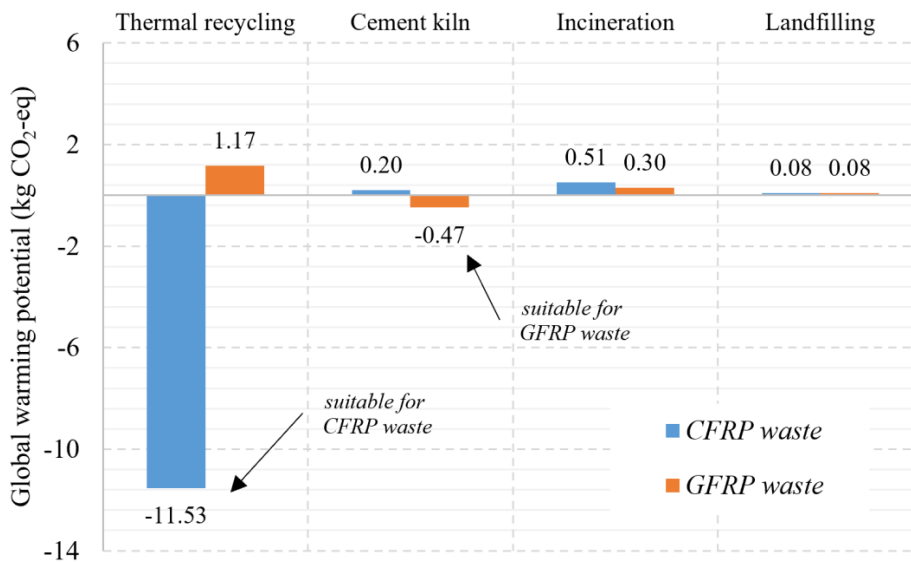 Thermal recycling
Cement kiln
Incineration
Landfilling
Global warming potential (kg CO₂-eq)
6
2
-2
-6
-10
-14
1.17
-11.53
0.20
-0.47
0.51
0.30
0.08
0.08
suitable for
GFRP waste
suitable for
CFRP waste
CFRP waste
GFRP waste